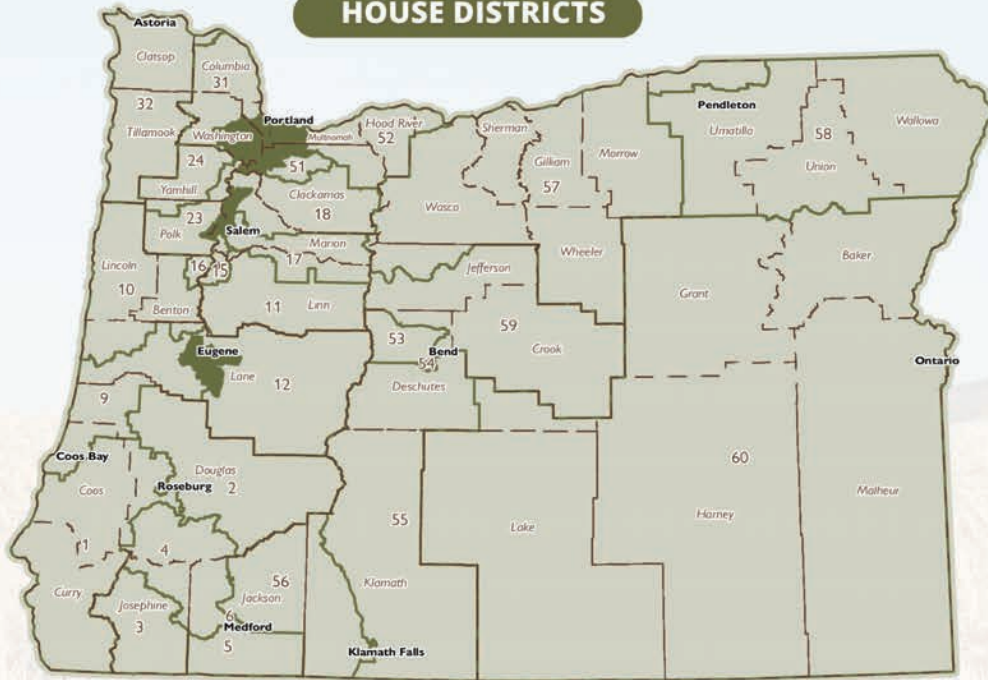 HOUSE DISTRICTS
Astoria
Clatsop
Columbia
31
32
Tillamook
Washington
Portland
Multnomah
Hood River
52
Sherman
Gilliam
57
Morrow
Pendleton
Umatilla
58
Union
Wallowa
24
Yamhill
51
Clackamas
18
Wasco
23
Polk
Salem
Marion
17
Wheeler
Baker
Lincoln
10
16
15
Benton
11
Linn
Jefferson
Grant
59
Crook
53
Bend
54
Deschutes
Eugene
Lane
12
Ontario
9
Coos Bay
Coos
Douglas
2
Roseburg
60
Harney
Malheur
55
Klamath
Lake
1
4
Curry
Josephine
3
56
Jackson
6
Medford
5
Klamath Falls